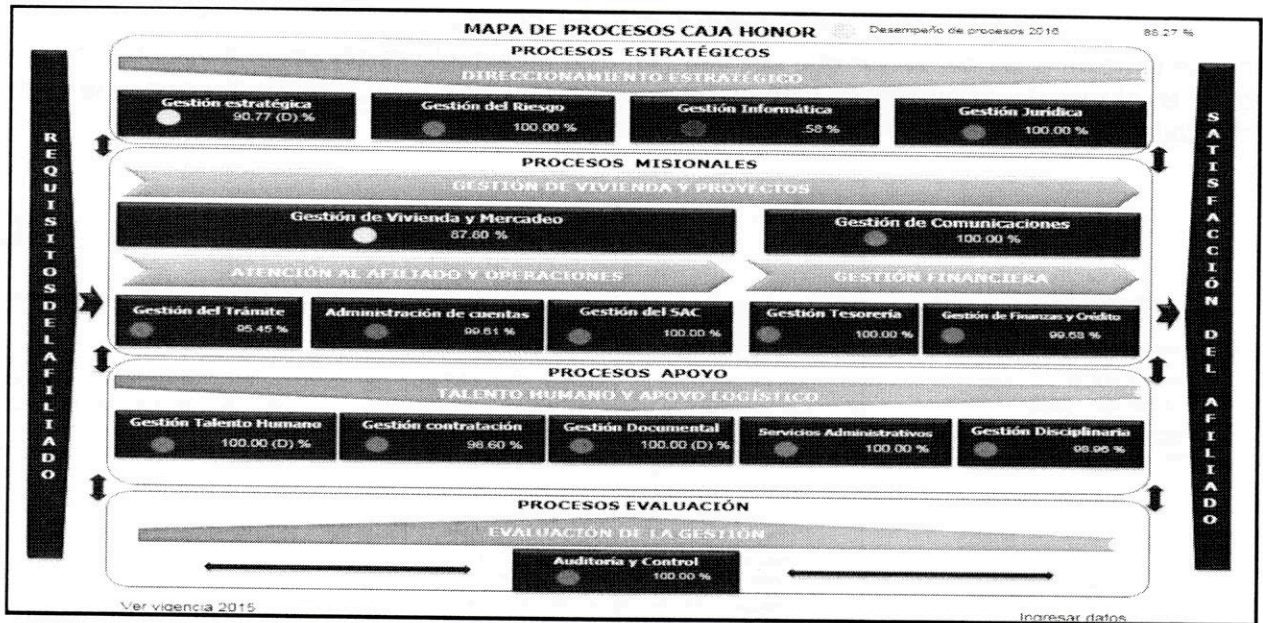 MAPA DE PROCESOS CAJA HONOR Desempeño de procesos 2016 88.27 %
PROCESOS ESTRATÉGICOS
DIRECCIONAMIENTO ESTRATÉGICO
Gestión estratégica
90.77 (D) %
Gestión del Riesgo
100.00 %
Gestión Informática
.58 %
Gestión Jurídica
100.00 %
REQUISITOS DEL AFILIADO
PROCESOS MISIONALES
GESTIÓN DE VIVIENDA Y PROYECTOS
Gestión de Vivienda y Mercadeo
87.60 %
Gestión de Comunicaciones
100.00 %
ATENCIÓN AL AFILIADO Y OPERACIONES
GESTIÓN FINANCIERA
Gestión del Trámite
95.45 %
Administración de cuentas
99.61 %
Gestión del SAC
100.00 %
Gestión Tesorería
100.00 %
Gestión de Finanzas y Crédito
99.58 %
SATISFACCIÓN DEL AFILIADO
PROCESOS APOYO
TALENTO HUMANO Y APOYO LOGÍSTICO
Gestión Talento Humano
100.00 (D) %
Gestión contratación
98.60 %
Gestión Documental
100.00 (D) %
Servicios Administrativos
100.00 %
Gestión Disciplinaria
98.95 %
PROCESOS EVALUACIÓN
EVALUACIÓN DE LA GESTIÓN
Auditoría y Control
100.00 %
Ver vigencia 2015
Ingresar datos